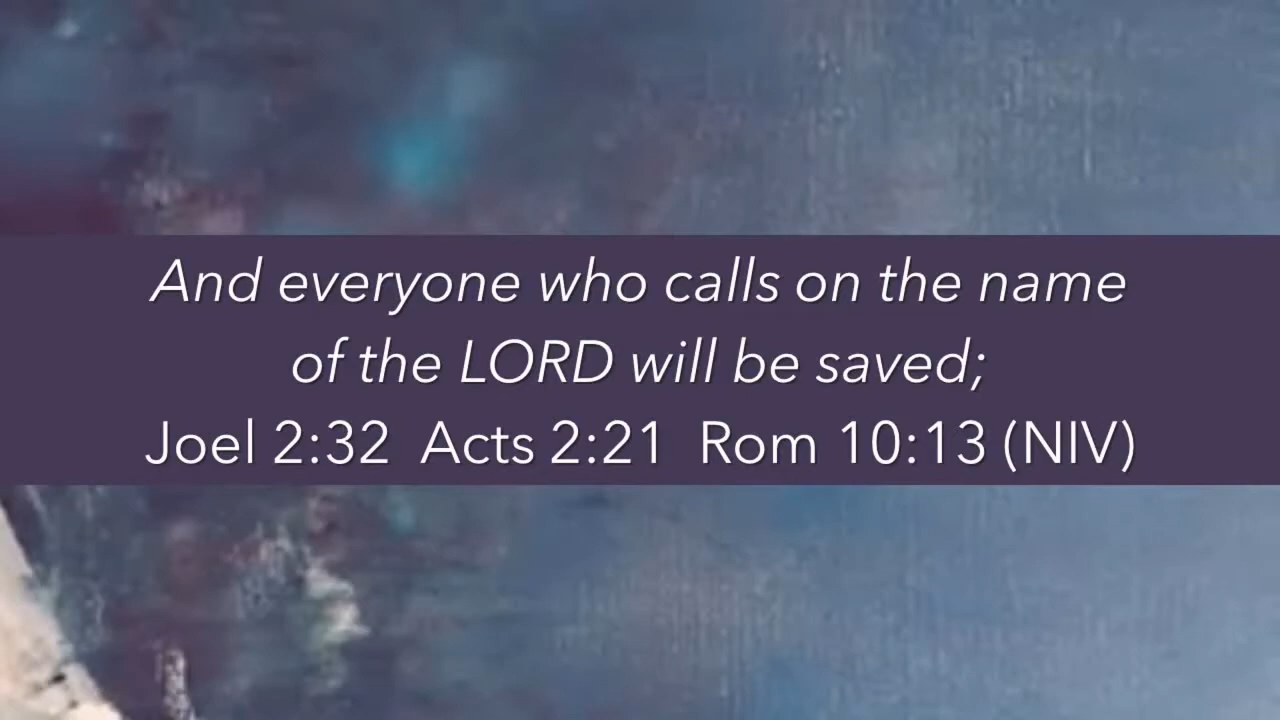 And everyone who calls on the name
of the LORD will be saved;
Joel 2:32 Acts 2:21 Rom 10:13 (NIV)